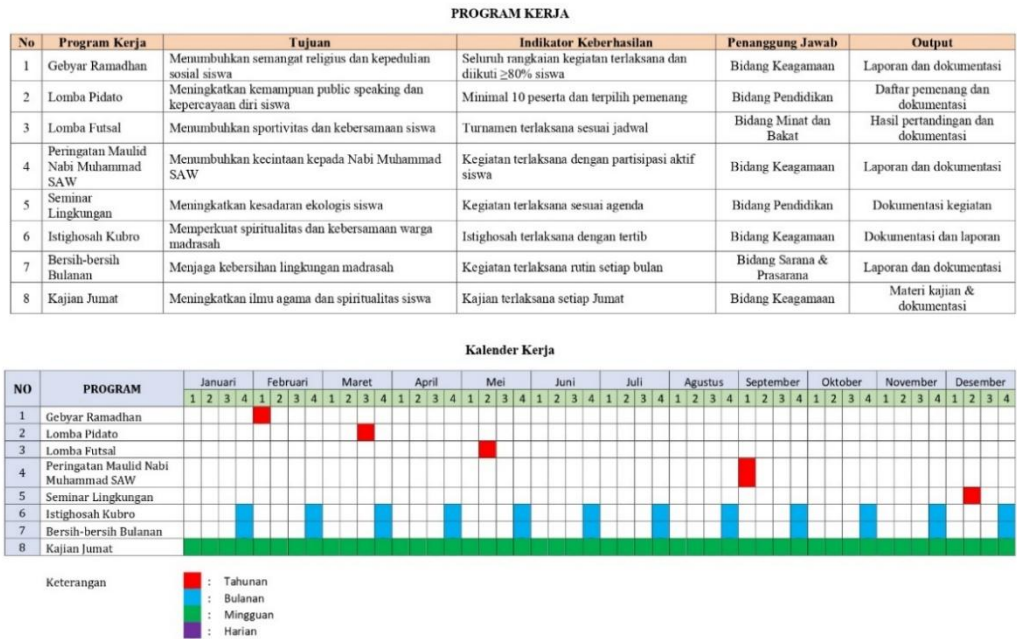 PROGRAM KERJA
No Program Kerja Tujuan Indikator Keberhasilan Penanggung Jawab Output
1 Gebyar Ramadhan Menumbuhkan semangat religius dan kepedulian sosial siswa Seluruh rangkaian kegiatan terlaksana dan diikuti ≥80% siswa Bidang Keagamaan Laporan dan dokumentasi
2 Lomba Pidato Meningkatkan kemampuan public speaking dan kepercayaan diri siswa Minimal 10 peserta dan terpilih pemenang Bidang Pendidikan Daftar pemenang dan dokumentasi
3 Lomba Futsal Menumbuhkan sportivitas dan kebersamaan siswa Turnamen terlaksana sesuai jadwal Bidang Minat dan Bakat Hasil pertandingan dan dokumentasi
4 Peringatan Maulid Nabi Muhammad SAW Menumbuhkan kecintaan kepada Nabi Muhammad SAW Kegiatan terlaksana dengan partisipasi aktif siswa Bidang Keagamaan Laporan dan dokumentasi
5 Seminar Lingkungan Meningkatkan kesadaran ekologis siswa Kegiatan terlaksana sesuai agenda Bidang Pendidikan Dokumentasi kegiatan
6 Istighosah Kubro Memperkuat spiritualitas dan kebersamaan warga madrasah Istighosah terlaksana dengan tertib Bidang Keagamaan Dokumentasi dan laporan
7 Bersih-bersih Bulanan Menjaga kebersihan lingkungan madrasah Kegiatan terlaksana rutin setiap bulan Bidang Sarana & Prasarana Laporan dan dokumentasi
8 Kajian Jumat Meningkatkan ilmu agama dan spiritualitas siswa Kajian terlaksana setiap Jumat Bidang Keagamaan Materi kajian & dokumentasi
Kalender Kerja
NO PROGRAM Januari Februari Maret April Mei Juni Juli Agustus September Oktober November Desember
1 2 3 4 1 2 3 4 1 2 3 4 1 2 3 4 1 2 3 4 1 2 3 4 1 2 3 4 1 2 3 4 1 2 3 4 1 2 3 4 1 2 3 4 1 2 3 4
1 Gebyar Ramadhan
2 Lomba Pidato
3 Lomba Futsal
4 Peringatan Maulid Nabi Muhammad SAW
5 Seminar Lingkungan
6 Istighosah Kubro
7 Bersih-bersih Bulanan
8 Kajian Jumat
Keterangan : Tahunan
: Bulanan
: Mingguan
: Harian